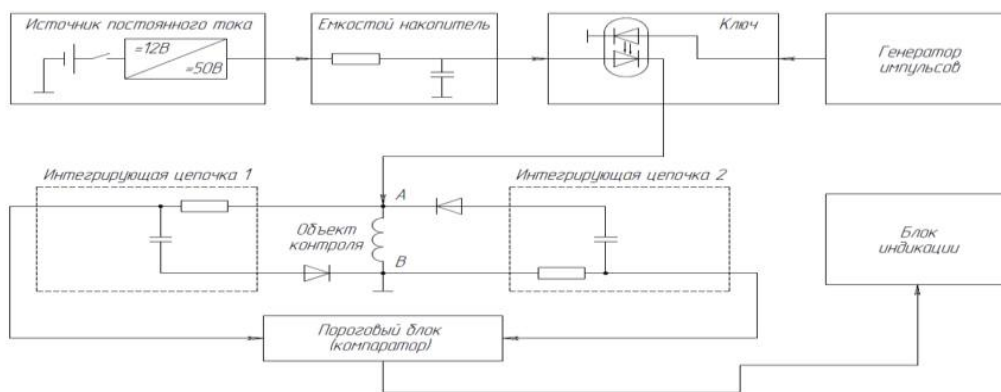 Источник постоянного тока
=12В
=50В
Емкостой накопитель
Ключ
Генератор
импульсов
Интегрирующая цепочка 1
А
Интегрирующая цепочка 2
Объект
контроля
В
Блок
индикации
Пороговый блок
(компаратор)